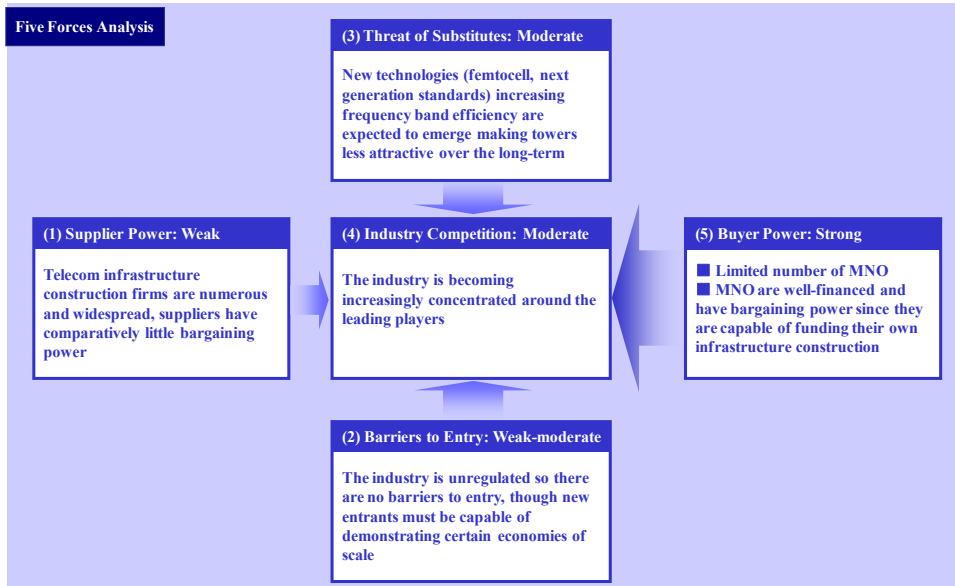 Five Forces Analysis
(3) Threat of Substitutes: Moderate
New technologies (femtocell, next
generation standards) increasing
frequency band efficiency are
expected to emerge making towers
less attractive over the long-term
(1) Supplier Power: Weak
Telecom infrastructure
construction firms are numerous
and widespread, suppliers have
comparatively little bargaining
power
(4) Industry Competition: Moderate
The industry is becoming
increasingly concentrated around the
leading players
(5) Buyer Power: Strong
■ Limited number of MNO
■ MNO are well-financed and
have bargaining power since they
are capable of funding their own
infrastructure construction
(2) Barriers to Entry: Weak-moderate
The industry is unregulated so there
are no barriers to entry, though new
entrants must be capable of
demonstrating certain economies of
scale